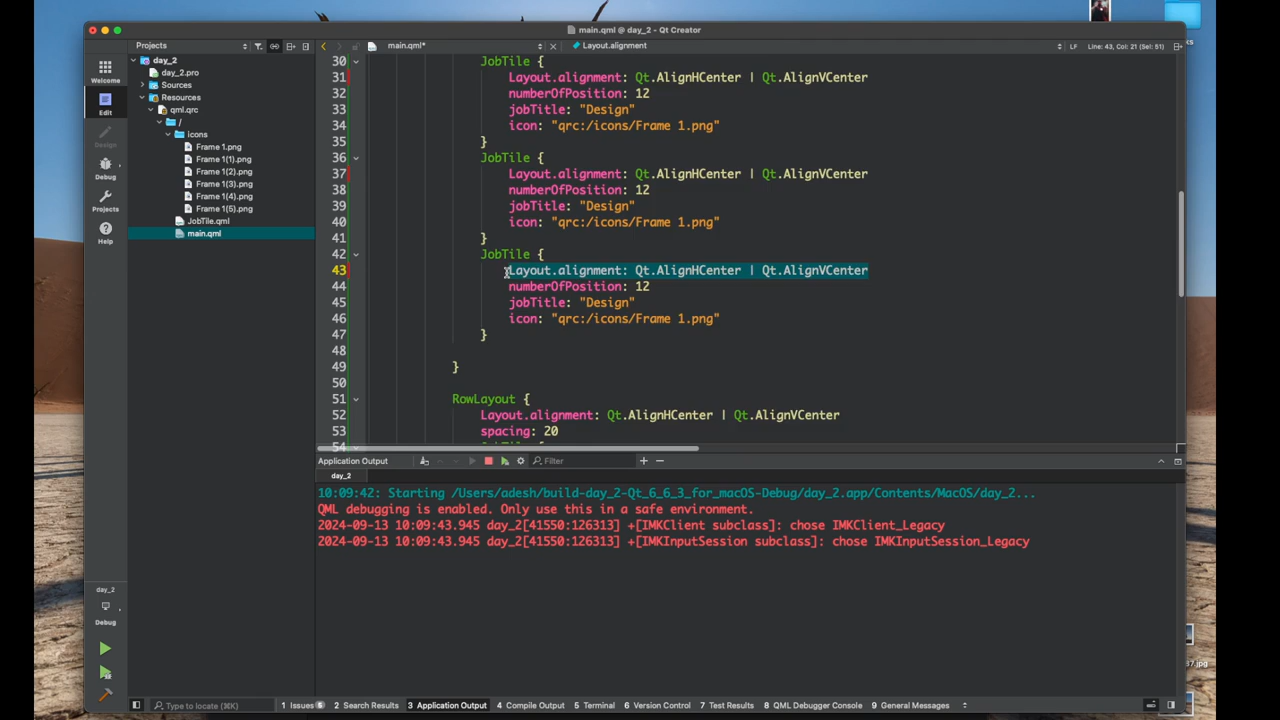 main.qml @ day_2 - Qt Creator
Projects
main.qml*
Layout.alignment
LF
Line: 43, Col: 21 (Sel: 51)
Welcome
Edit
Design
Debug
Projects
Help
day_2
day_2.pro
Sources
Resources
qml.qrc
/
icons
Frame 1.png
Frame 1(1).png
Frame 1(2).png
Frame 1(3).png
Frame 1(4).png
Frame 1(5).png
JobTile.qml
main.qml
30 JobTile {
31 Layout.alignment: Qt.AlignHCenter | Qt.AlignVCenter
32 numberOfPosition: 12
33 jobTitle: "Design"
34 icon: "qrc:/icons/Frame 1.png"
35 }
36 JobTile {
37 Layout.alignment: Qt.AlignHCenter | Qt.AlignVCenter
38 numberOfPosition: 12
39 jobTitle: "Design"
40 icon: "qrc:/icons/Frame 1.png"
41 }
42 JobTile {
43 Layout.alignment: Qt.AlignHCenter | Qt.AlignVCenter
44 numberOfPosition: 12
45 jobTitle: "Design"
46 icon: "qrc:/icons/Frame 1.png"
47 }
48
49 }
50
51 RowLayout {
52 Layout.alignment: Qt.AlignHCenter | Qt.AlignVCenter
53 spacing: 20
Application Output
Filter
day_2
10:09:42: Starting /Users/adesh/build-day_2-Qt_6_6_3_for_macOS-Debug/day_2.app/Contents/MacOS/day_2...
QML debugging is enabled. Only use this in a safe environment.
2024-09-13 10:09:43.945 day_2[41550:126313] +[IMKClient subclass]: chose IMKClient_Legacy
2024-09-13 10:09:43.945 day_2[41550:126313] +[IMKInputSession subclass]: chose IMKInputSession_Legacy
day_2
Debug
Type to locate (⌘K)
1 Issues 5
2 Search Results
3 Application Output
4 Compile Output
5 Terminal
6 Version Control
7 Test Results
8 QML Debugger Console
9 General Messages